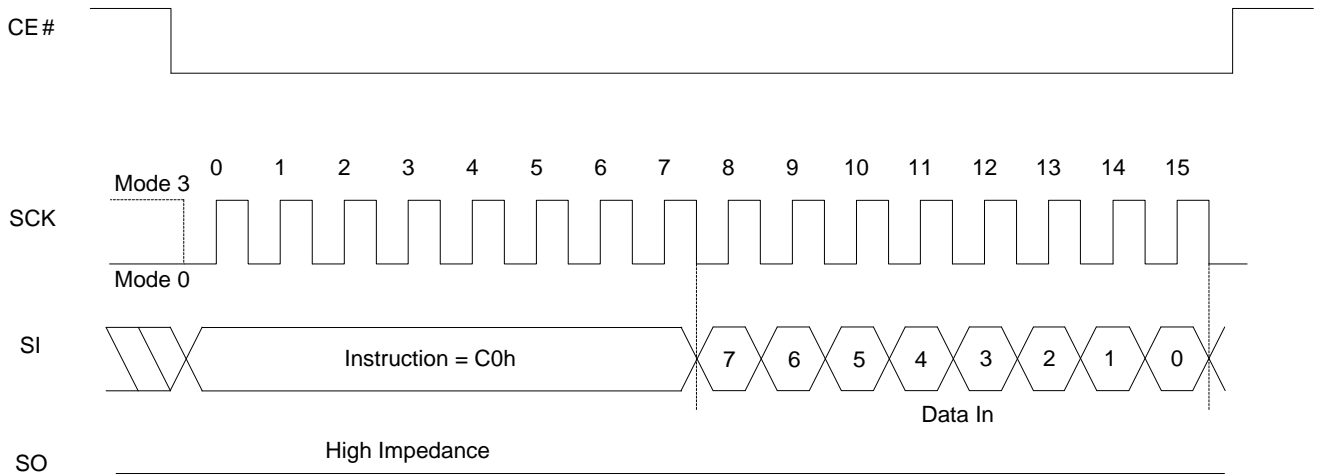 CE#
0 1 2 3 4 5 6 7 8 9 10 11 12 13 14 15
Mode 3
SCK
Mode 0
SI
Instruction = C0h
7 6 5 4 3 2 1 0
Data In
High Impedance
SO